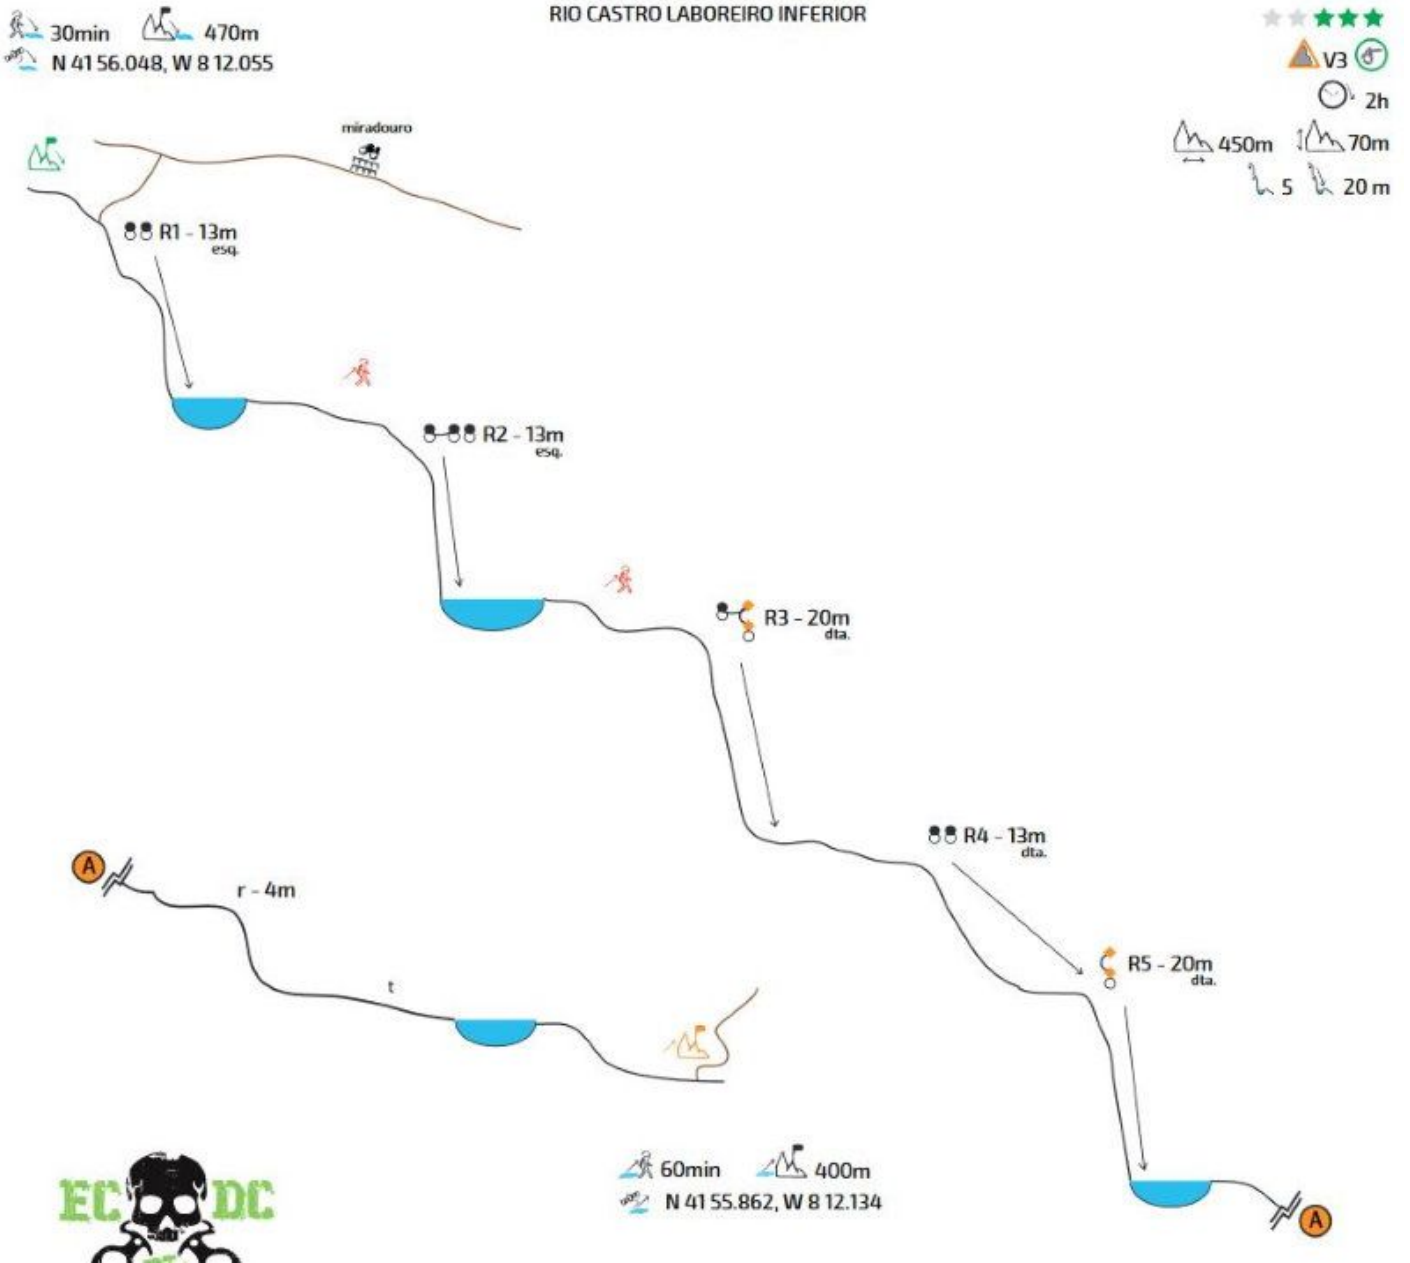 RIO CASTRO LABOREIRO INFERIOR
30min 470m
N 41 56.048, W 8 12.055
V3
2h
450m 70m
5 20 m
miradouro
R1 - 13m
esq.
R2 - 13m
esq.
R3 - 20m
dta.
R4 - 13m
dta.
R5 - 20m
dta.
A
A
r - 4m
t
60min 400m
N 41 55.862, W 8 12.134
EC DC